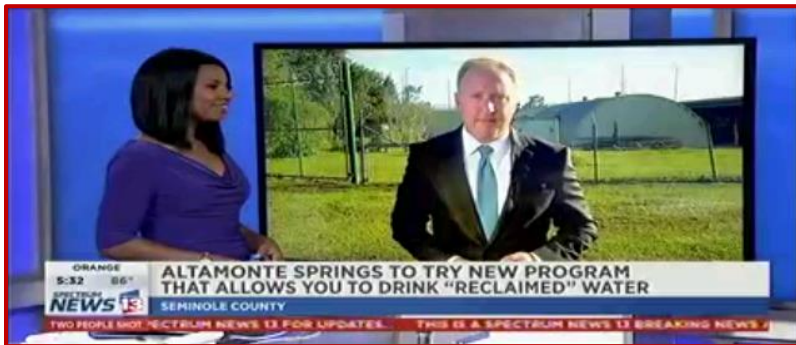 ORANGE
5:32 86°
SPECTRUM
NEWS 13
ALTAMONTE SPRINGS TO TRY NEW PROGRAM
THAT ALLOWS YOU TO DRINK “RECLAIMED” WATER
SEMINOLE COUNTY
TWO PEOPLE SHOT SPECTRUM NEWS 13 FOR UPDATES... THIS IS A SPECTRUM NEWS 13 BREAKING NEWS